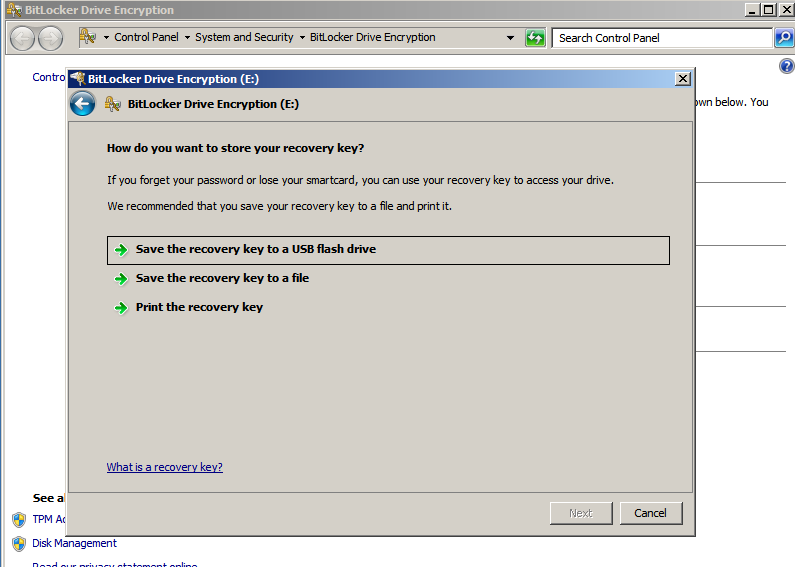 BitLocker Drive Encryption
Control Panel System and Security BitLocker Drive Encryption
Search Control Panel
Contro
BitLocker Drive Encryption (E:)
BitLocker Drive Encryption (E:)
own below. You
How do you want to store your recovery key?
If you forget your password or lose your smartcard, you can use your recovery key to access your drive.
We recommended that you save your recovery key to a file and print it.
Save the recovery key to a USB flash drive
Save the recovery key to a file
Print the recovery key
What is a recovery key?
Next Cancel
See al
TPM Ad
Disk Management
Read our privacy statement online